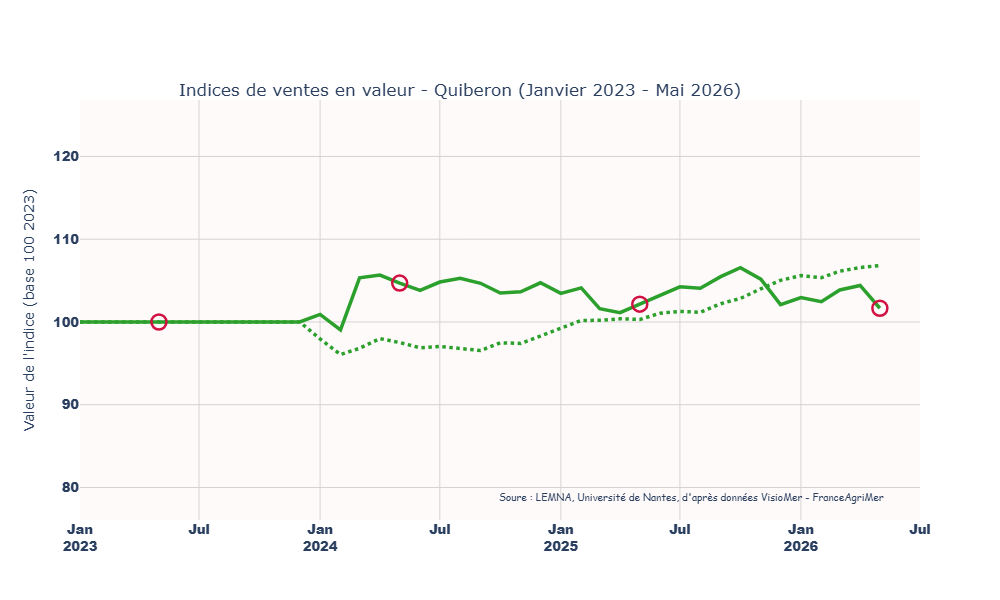 Indices de ventes en valeur - Quiberon (Janvier 2023 - Mai 2026)
Valeur de l'indice (base 100 2023)
120
110
100
90
80
Soure : LEMNA, Université de Nantes, d'après données VisioMer - FranceAgriMer
Jan Jul Jan Jul Jan Jul Jan Jul
2023 2024 2025 2026